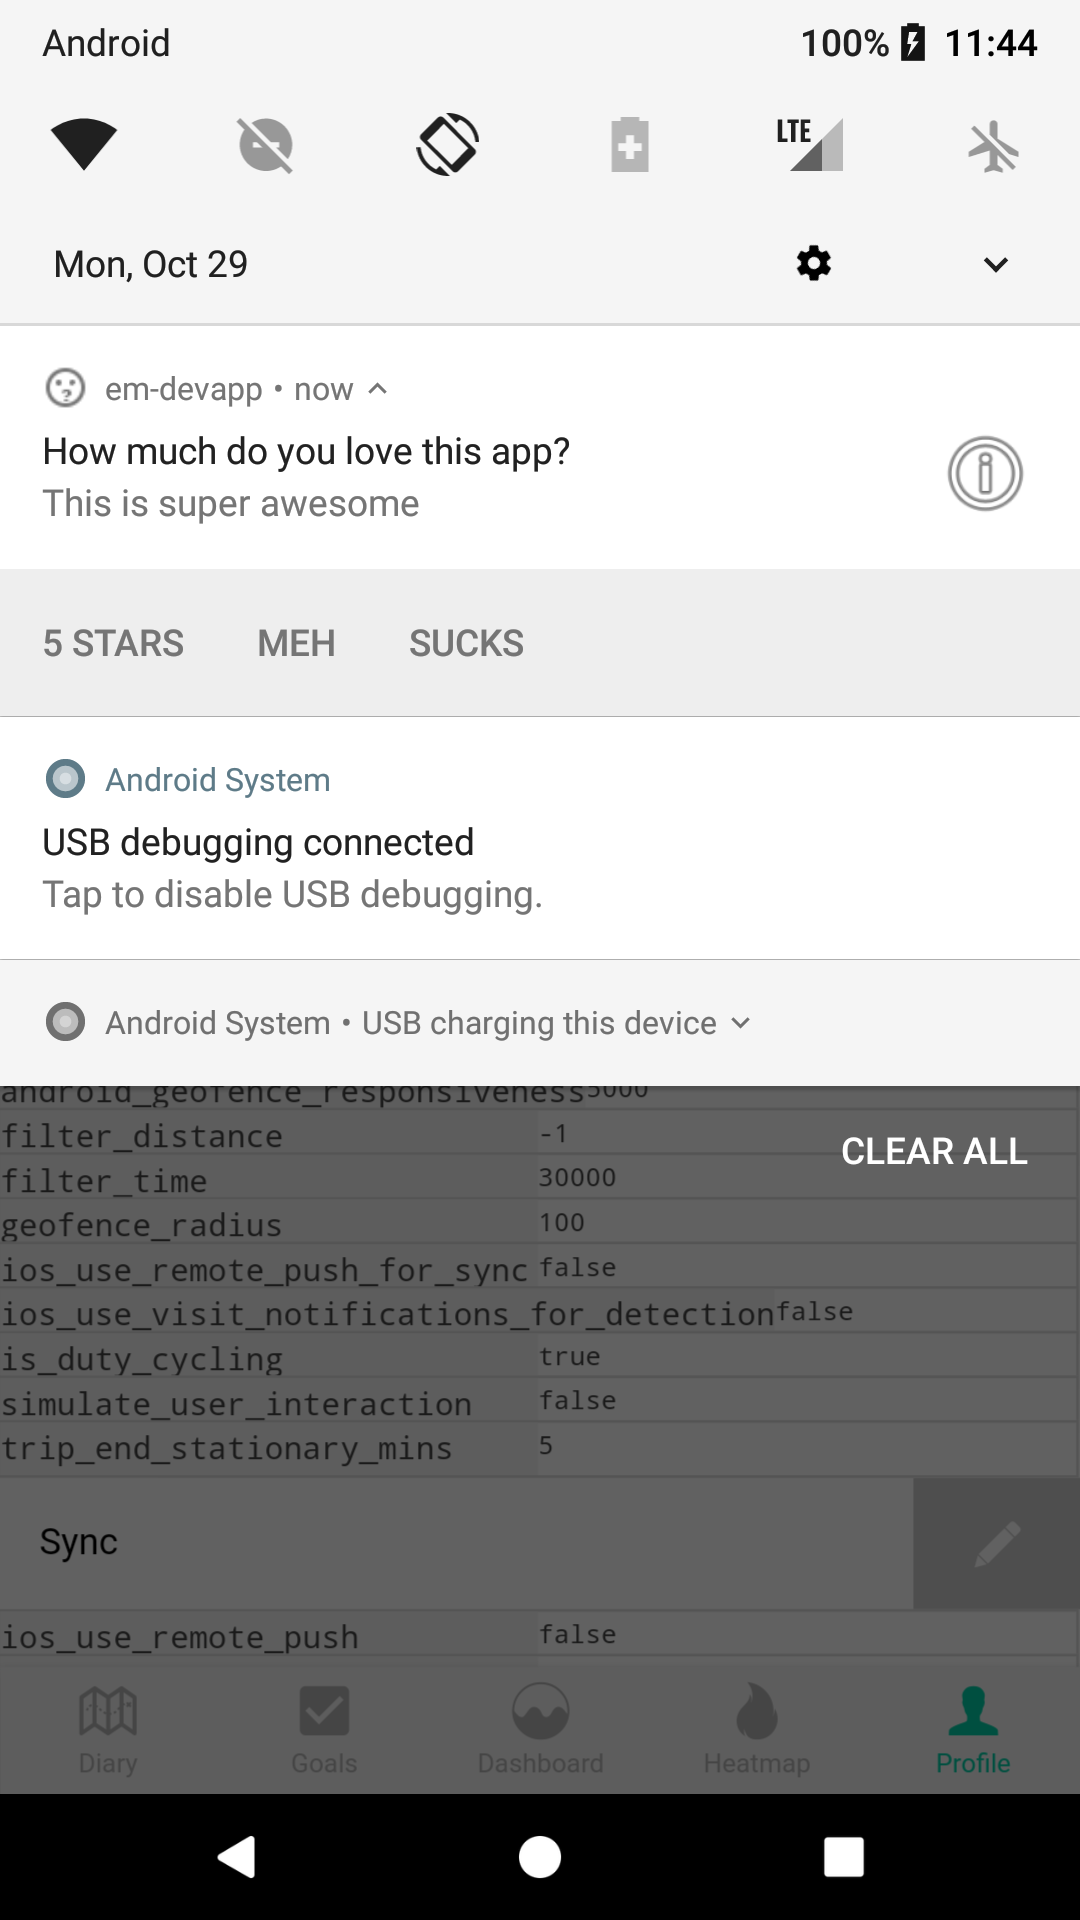 Android 100% 11:44
LTE
Mon, Oct 29
em-devapp • now
How much do you love this app?
This is super awesome
5 STARS MEH SUCKS
Android System
USB debugging connected
Tap to disable USB debugging.
Android System • USB charging this device
android_geofence_responsiveness 5000
filter_distance -1
CLEAR ALL
filter_time 30000
geofence_radius 100
ios_use_remote_push_for_sync false
ios_use_visit_notifications_for_detection false
is_duty_cycling true
simulate_user_interaction false
trip_end_stationary_mins 5
Sync
ios_use_remote_push false
Diary Goals Dashboard Heatmap Profile